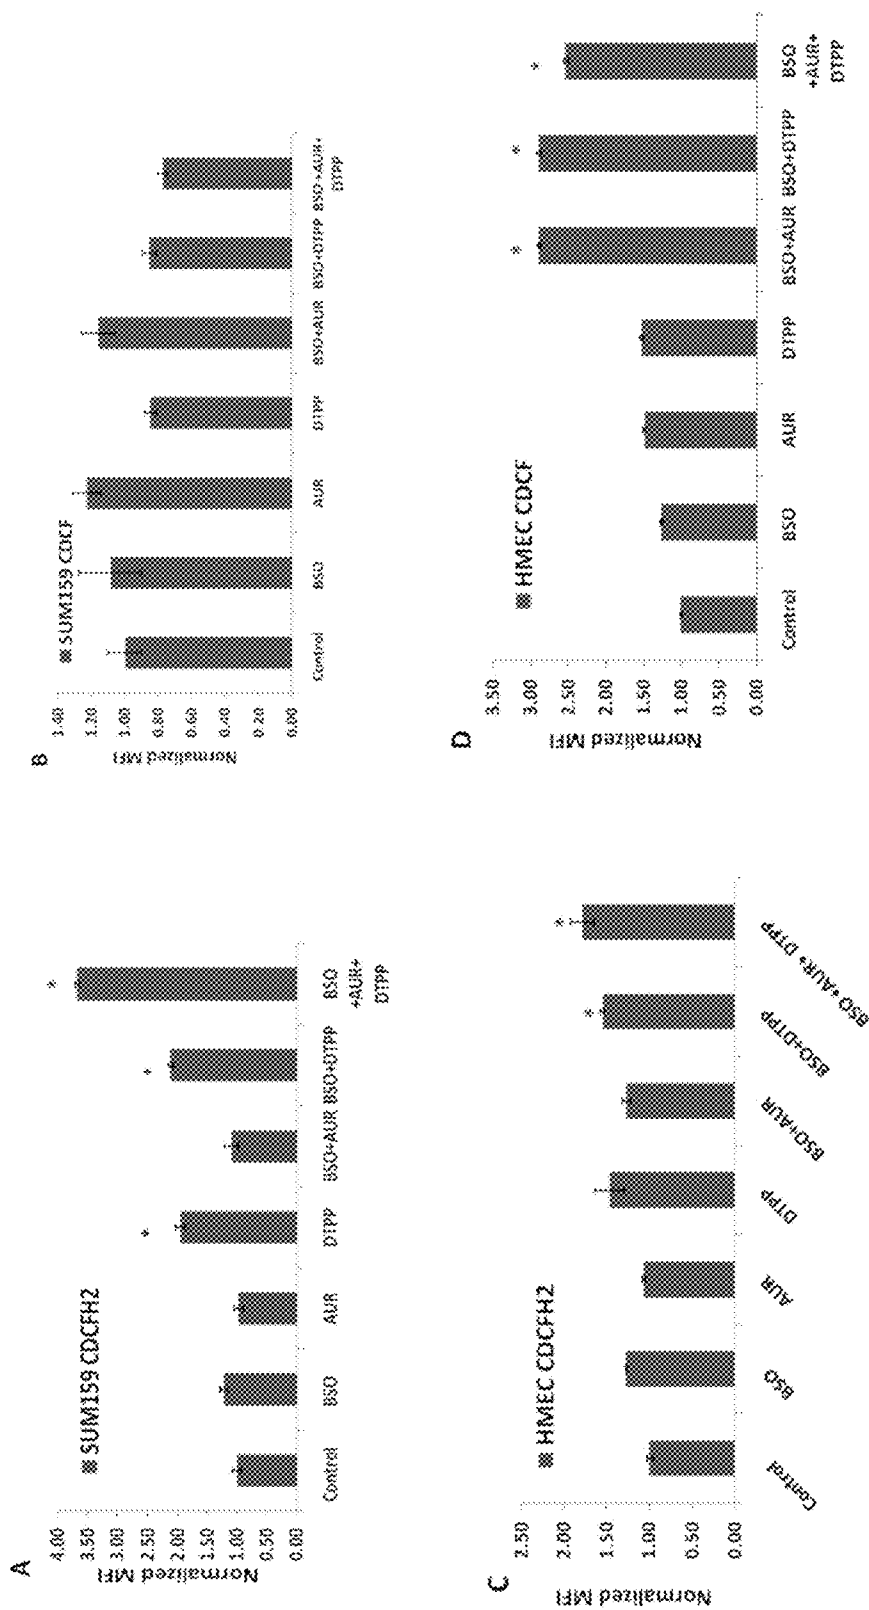 A
SUM159 CDCFH2
Normalized MFI
4.00
3.50
3.00
2.50
2.00
1.50
1.00
0.50
0.00
Control
BSO
AUR
DTPP
BSO+AUR
BSO+DTPP
BSO
+AUR+
DTPP
*
*
*
B
SUM159 CDCF
Normalized MFI
1.40
1.20
1.00
0.80
0.60
0.40
0.20
0.00
Control
BSO
AUR
DTPP
BSO+AUR
BSO+DTPP
BSO+AUR+
DTPP
C
HMEC CDCFH2
Normalized MFI
2.50
2.00
1.50
1.00
0.50
0.00
Control
BSO
AUR
DTPP
BSO+AUR
BSO+DTPP
BSO+AUR+ DTPP
*
*
D
HMEC CDCF
Normalized MFI
3.50
3.00
2.50
2.00
1.50
1.00
0.50
0.00
Control
BSO
AUR
DTPP
BSO+AUR
BSO+DTPP
BSO
+AUR+
DTPP
*
*
*